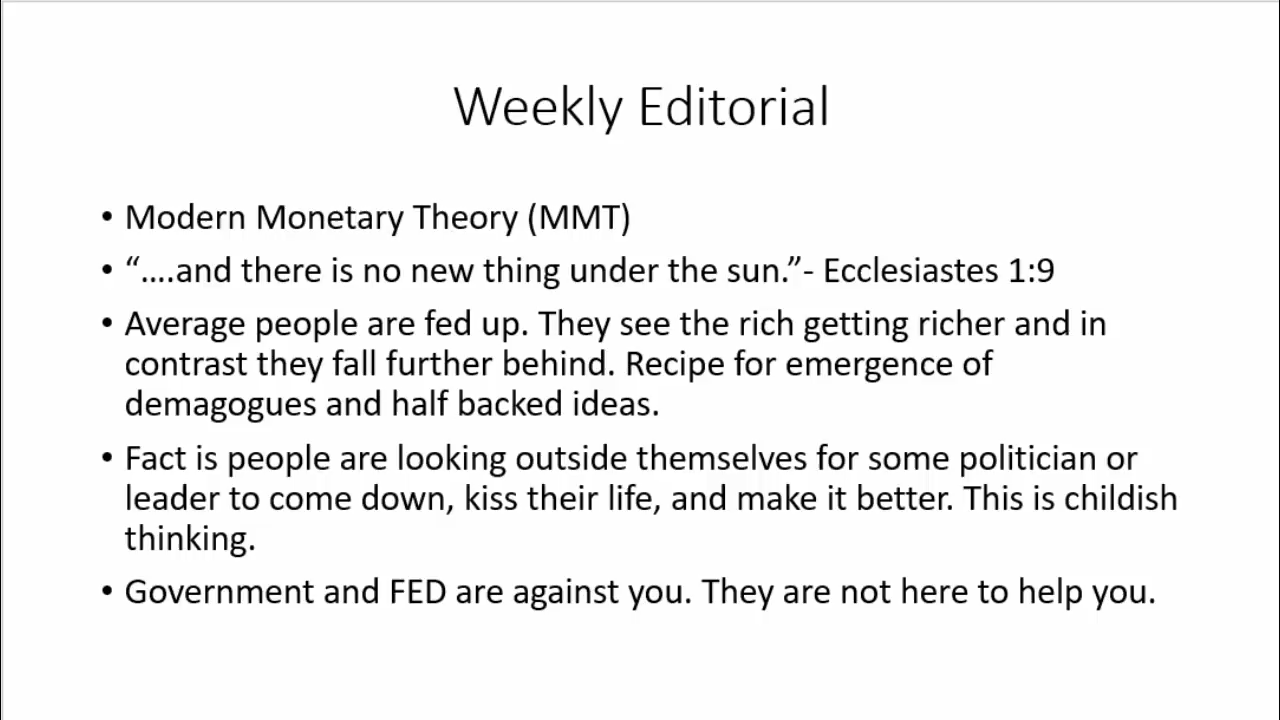 Weekly Editorial
• Modern Monetary Theory (MMT)
• “….and there is no new thing under the sun.”- Ecclesiastes 1:9
• Average people are fed up. They see the rich getting richer and in
contrast they fall further behind. Recipe for emergence of
demagogues and half backed ideas.
• Fact is people are looking outside themselves for some politician or
leader to come down, kiss their life, and make it better. This is childish
thinking.
• Government and FED are against you. They are not here to help you.